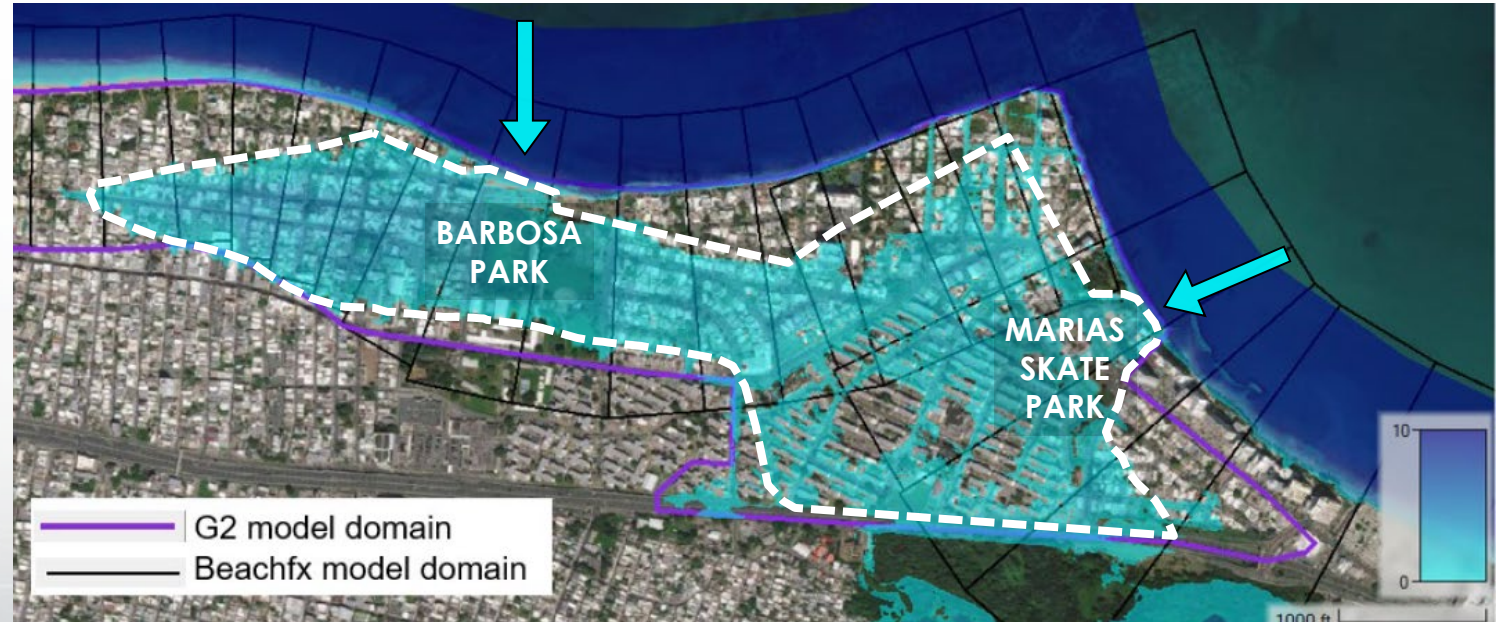 BARBOSA
PARK
MARIAS
SKATE
PARK
10
0
1000 ft
G2 model domain
Beachfx model domain